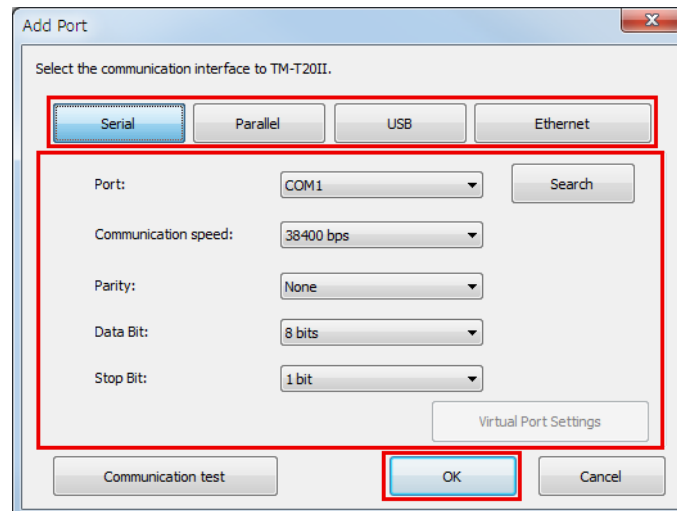 Add Port
Select the communication interface to TM-T20II.
Serial Parallel USB Ethernet
Port: COM1 Search
Communication speed: 38400 bps
Parity: None
Data Bit: 8 bits
Stop Bit: 1 bit
Virtual Port Settings
Communication test OK Cancel